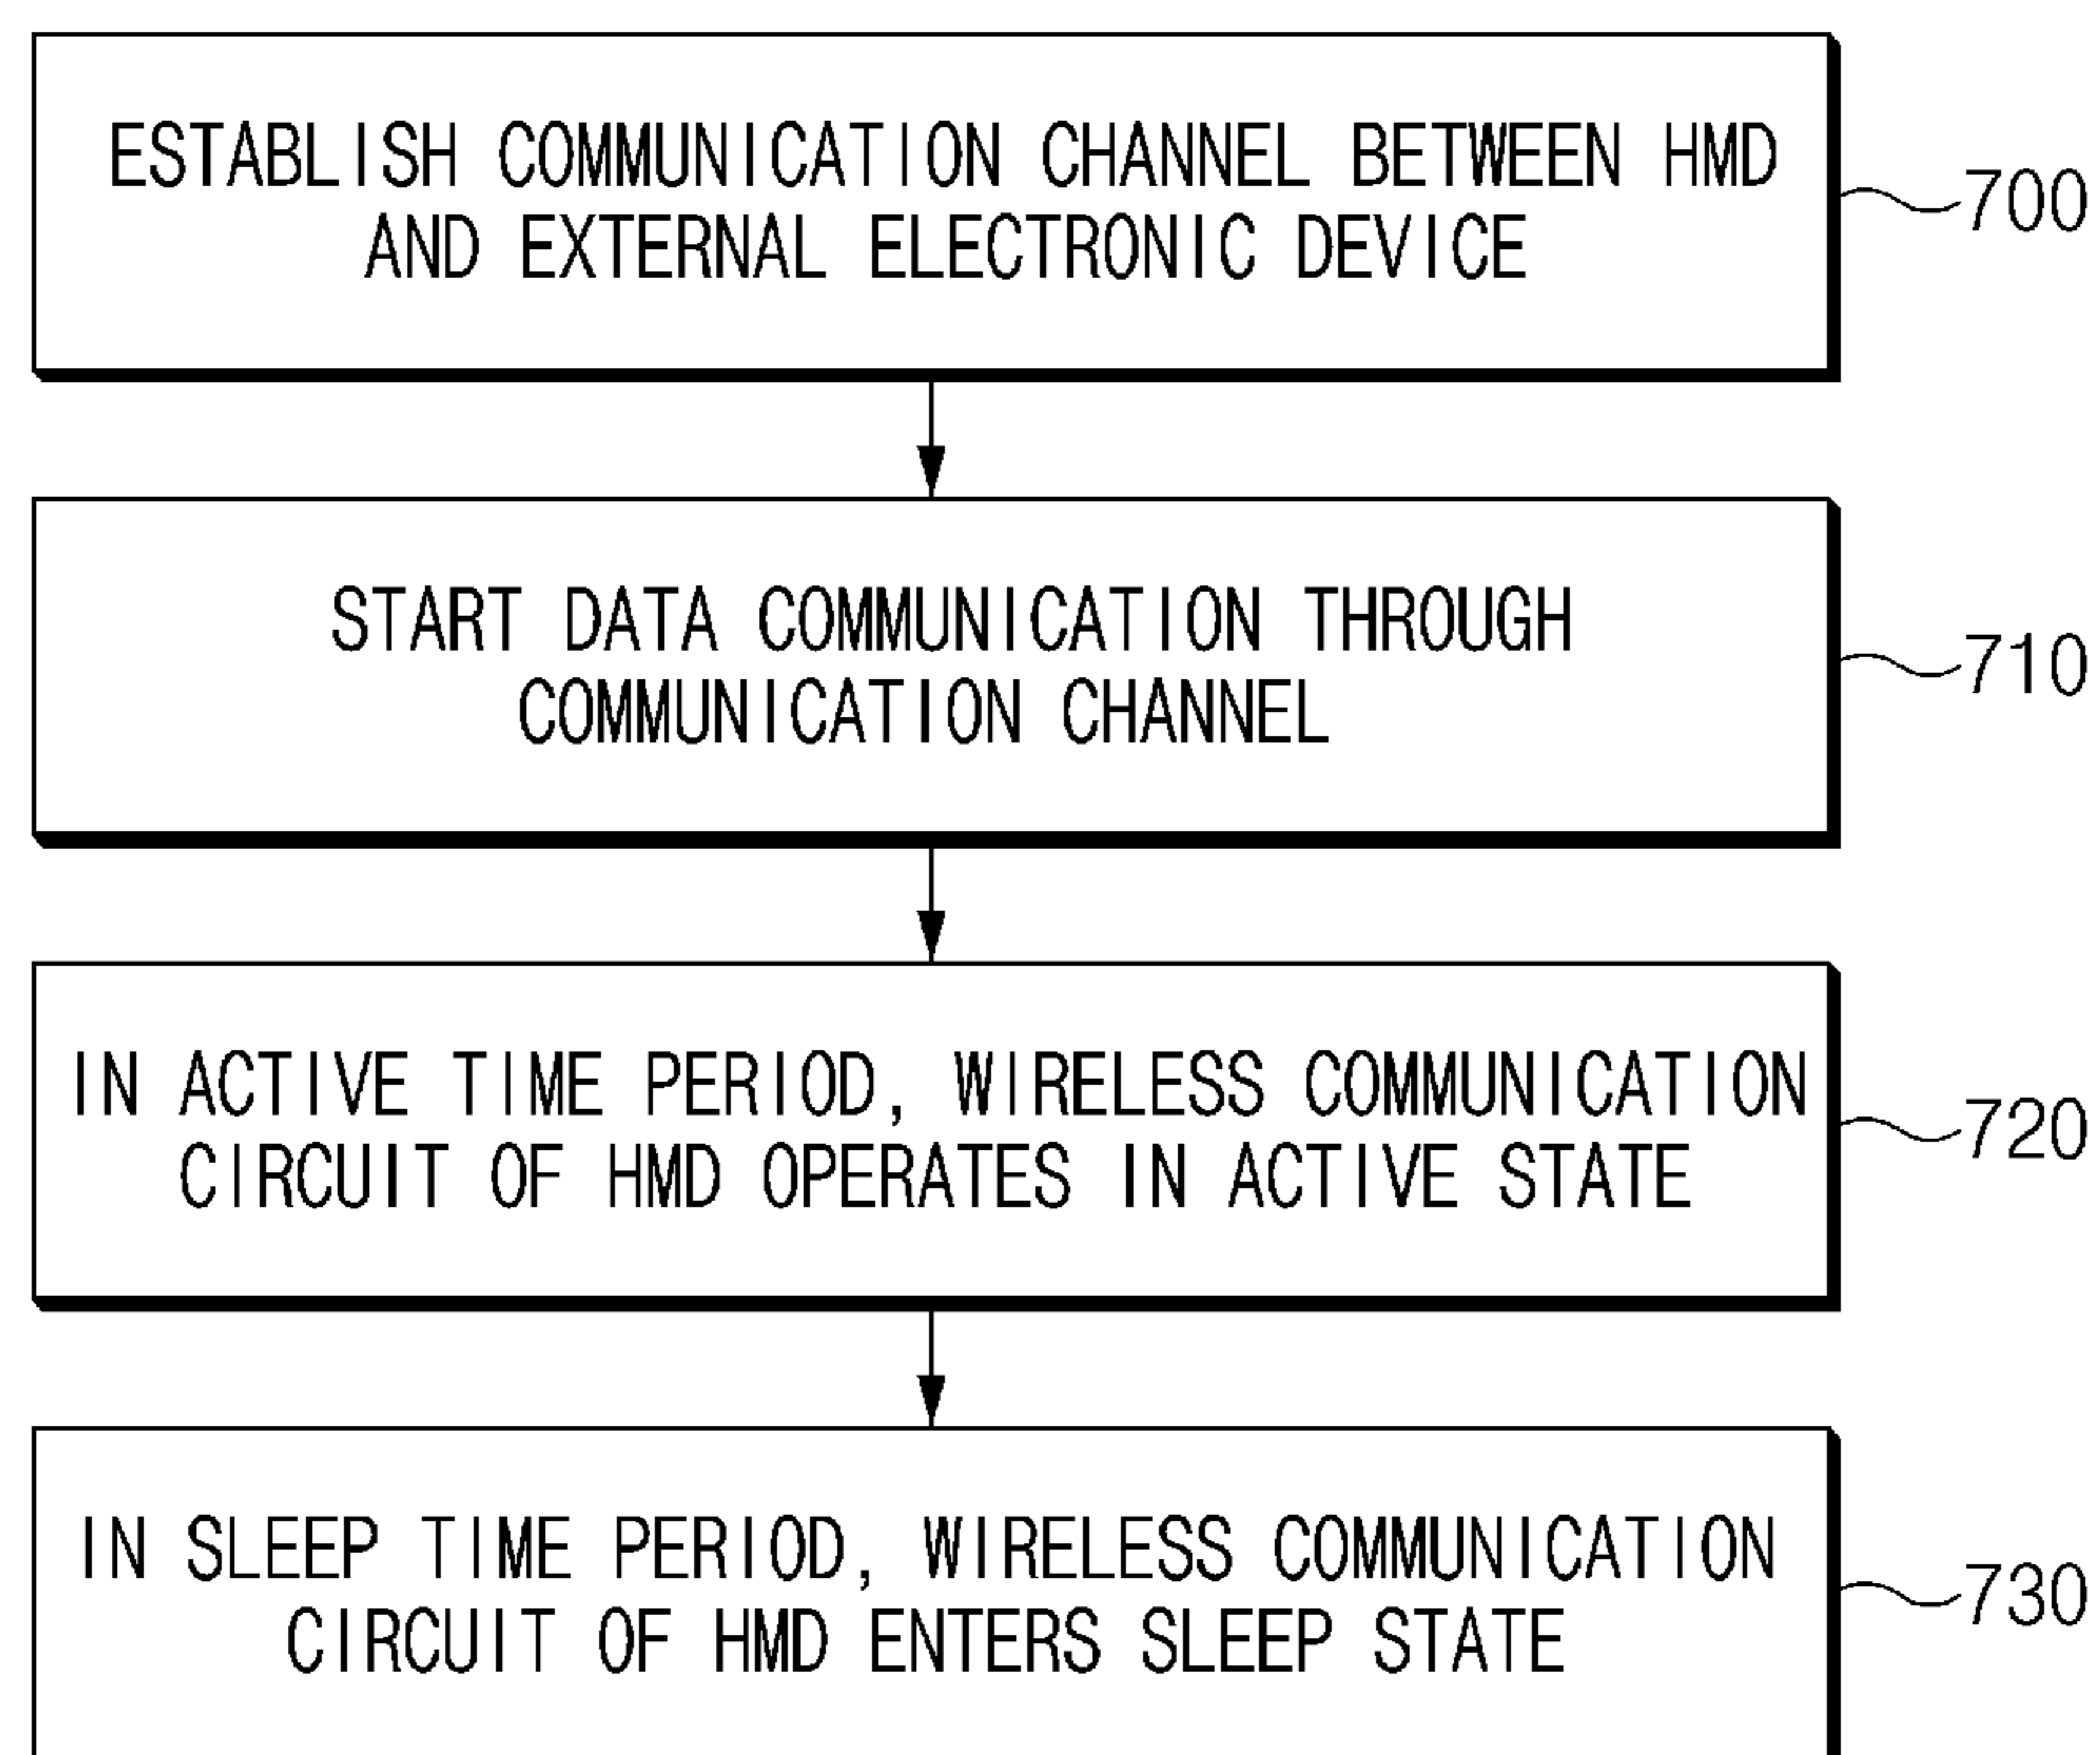 ESTABLISH COMMUNICATION CHANNEL BETWEEN HMD
AND EXTERNAL ELECTRONIC DEVICE
700
START DATA COMMUNICATION THROUGH
COMMUNICATION CHANNEL
710
IN ACTIVE TIME PERIOD, WIRELESS COMMUNICATION
CIRCUIT OF HMD OPERATES IN ACTIVE STATE
720
IN SLEEP TIME PERIOD, WIRELESS COMMUNICATION
CIRCUIT OF HMD ENTERS SLEEP STATE
730